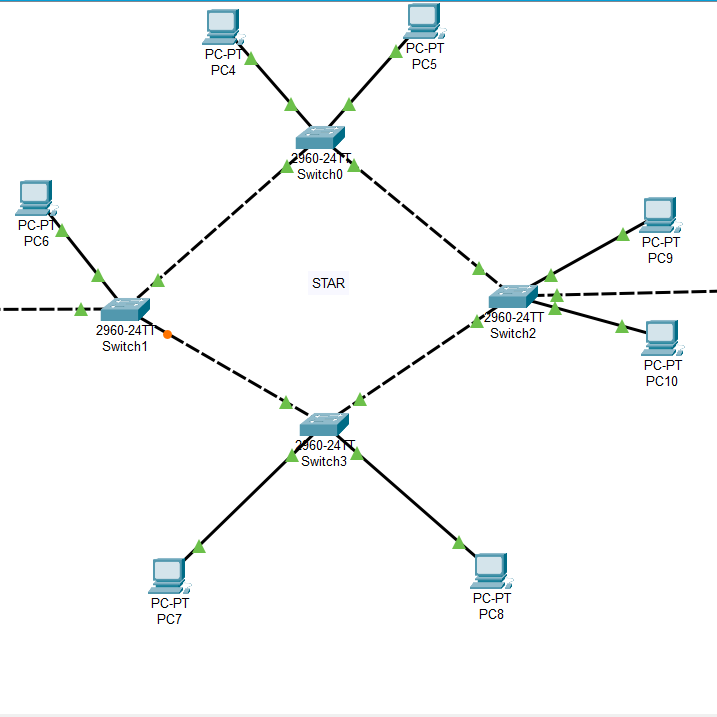 PC-PT
PC4
PC-PT
PC5
2960-24TT
Switch0
PC-PT
PC6
PC-PT
PC9
STAR
2960-24TT
Switch2
2960-24TT
Switch1
PC-PT
PC10
2960-24TT
Switch3
PC-PT
PC7
PC-PT
PC8